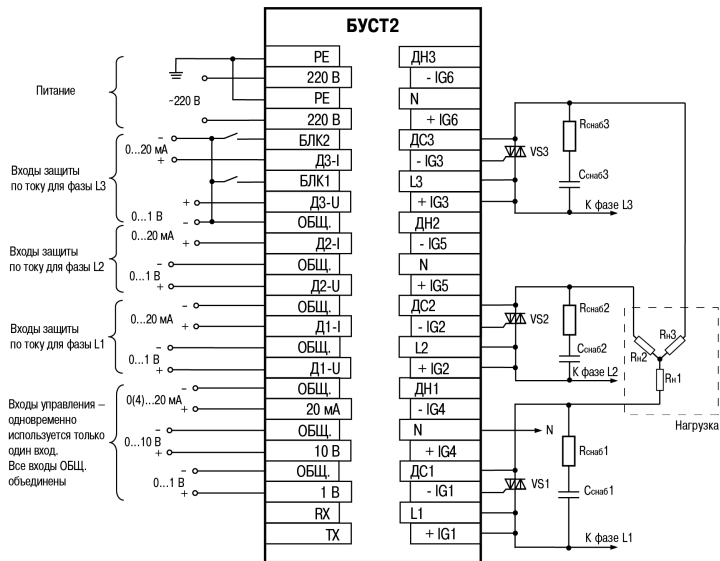 БУСТ2
Питание
~220 В
PE
220 В
PE
220 В
БЛК2
Д3-I
БЛК1
Д3-U
ОБЩ.
Д2-I
ОБЩ.
Д2-U
ОБЩ.
Д1-I
ОБЩ.
Д1-U
ОБЩ.
20 мА
ОБЩ.
10 В
ОБЩ.
1 В
RX
TX
Входы защиты
по току для фазы L3
–
0...20 мА
+
+
0...1 В
–
Входы защиты
по току для фазы L2
0...20 мА
+
–
0...1 В
+
Входы защиты
по току для фазы L1
–
0...20 мА
+
–
0...1 В
+
Входы управления –
одновременно
используется только
один вход.
Все входы ОБЩ.
объединены
–
0(4)...20 мА
+
–
0...10 В
+
–
0...1 В
+
ДН3
- IG6
N
+ IG6
ДС3
- IG3
L3
+ IG3
ДН2
- IG5
N
+ IG5
ДС2
- IG2
L2
+ IG2
ДН1
- IG4
N
+ IG4
ДС1
- IG1
L1
+ IG1
VS3
Rснаб3
Cснаб3
К фазе L3
VS2
Rснаб2
Cснаб2
К фазе L2
Rн2
Rн3
Rн1
Нагрузка
N
VS1
Rснаб1
Cснаб1
К фазе L1